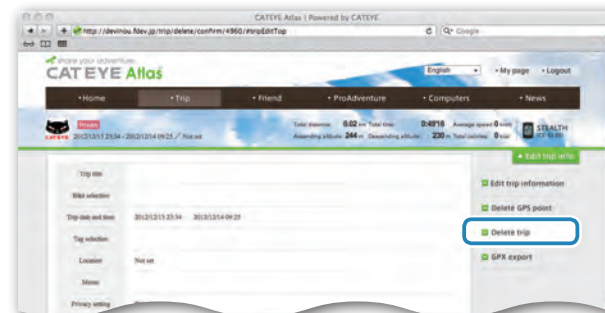 CATEYE Atlas | Powered by CATEYE
http://devinou.fdev.jp/trip/delete/confirm/4960/#tripEditTop
Google
share your adventure
CATEYE Atlas
English
My page
Logout
Home
Trip
Friend
ProAdventure
Computers
News
Private
CATEYE
2012/12/13 23:34 - 2012/12/14 09:25 / Not set
Total distance 0.02 km Total time 0:49'16 Average speed 0 km/h
Ascending altitude 244 m Descending altitude 230 m Total calories 0 kcal
STEALTH
Edit trip info
Trip title
Bike selection
Trip date and time 2012/12/13 23:34 - 2012/12/14 09:25
Tag selection
Location Not set
Memo
Privacy setting
Edit trip information
Delete GPS point
Delete trip
GPX export